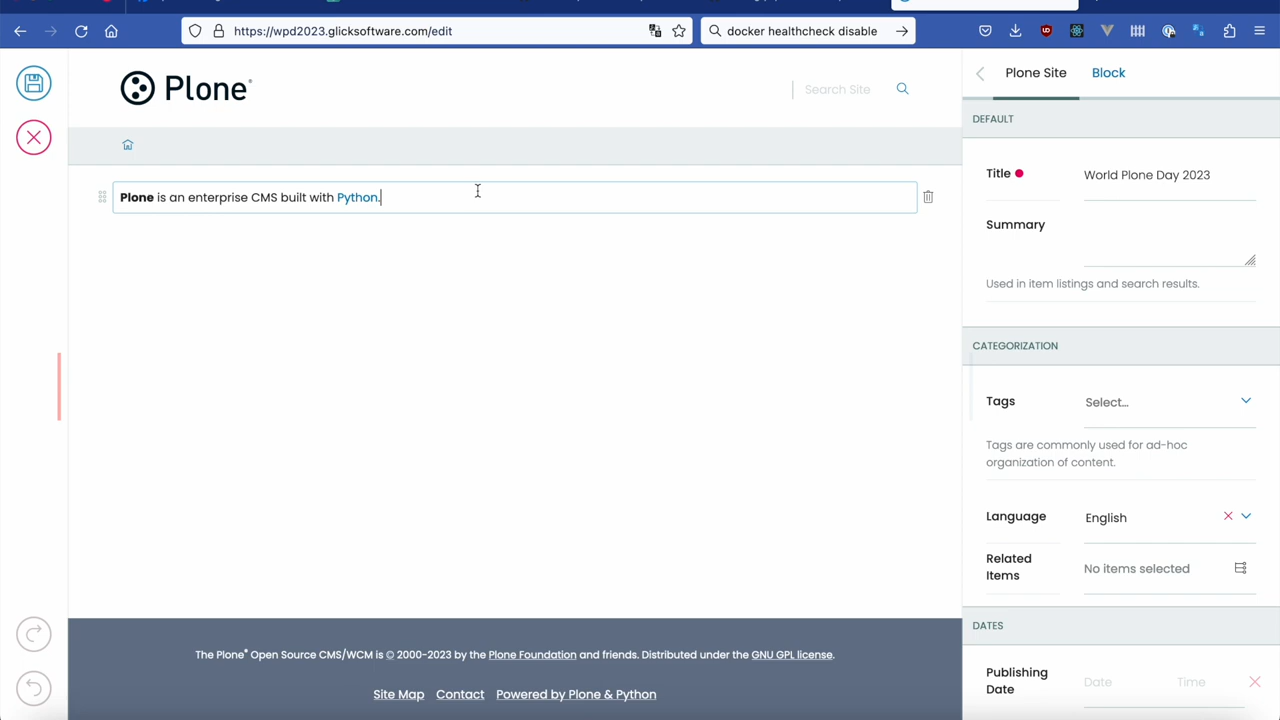 https://wpd2023.glicksoftware.com/edit
docker healthcheck disable
Plone®
Search Site
Plone is an enterprise CMS built with Python.
The Plone® Open Source CMS/WCM is © 2000-2023 by the Plone Foundation and friends. Distributed under the GNU GPL license.
Site Map Contact Powered by Plone & Python
Plone Site Block
DEFAULT
Title World Plone Day 2023
Summary
Used in item listings and search results.
CATEGORIZATION
Tags Select...
Tags are commonly used for ad-hoc
organization of content.
Language English
Related
Items
No items selected
DATES
Publishing
Date
Date Time